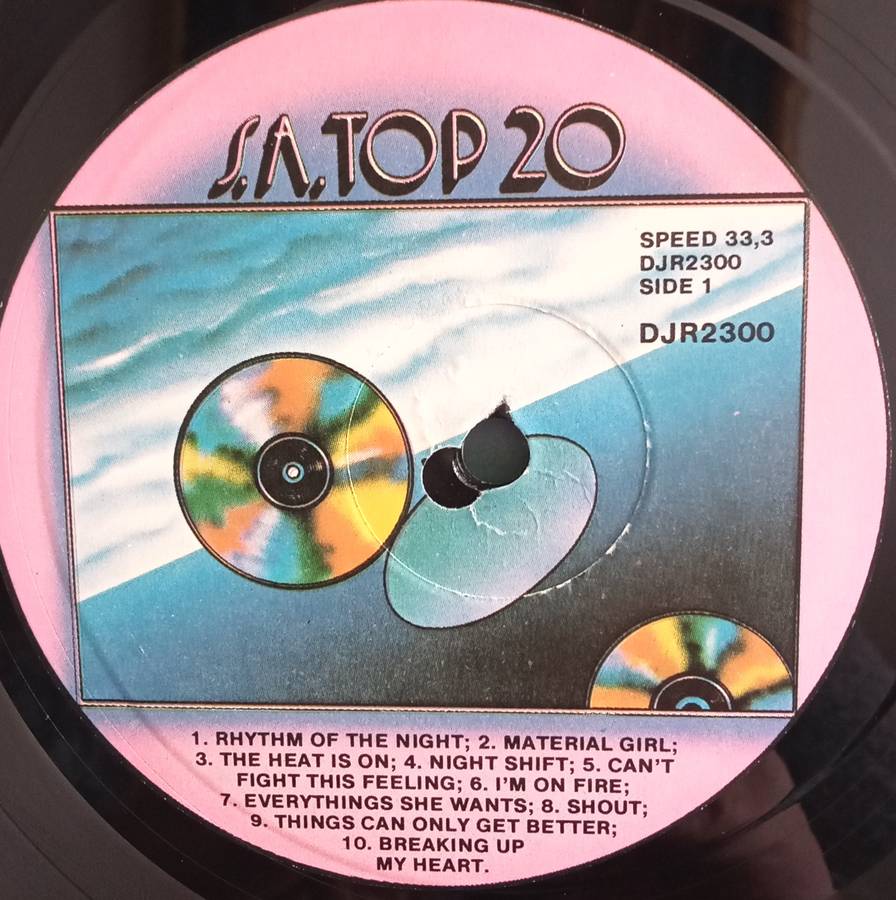 S.A. TOP 20
SPEED 33,3
DJR2300
SIDE 1
DJR2300
1. RHYTHM OF THE NIGHT; 2. MATERIAL GIRL;
3. THE HEAT IS ON; 4. NIGHT SHIFT; 5. CAN'T
FIGHT THIS FEELING; 6. I'M ON FIRE;
7. EVERYTHINGS SHE WANTS; 8. SHOUT;
9. THINGS CAN ONLY GET BETTER;
10. BREAKING UP
MY HEART.